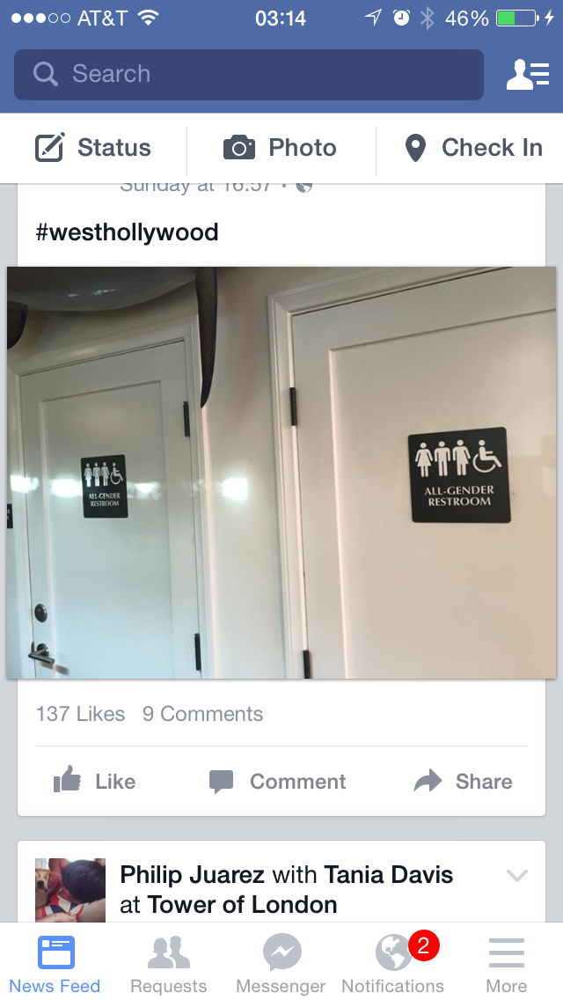 AT&T 03:14 46%
Search
Status Photo Check In
Sunday at 16:57 ·
#westhollywood
ALL-GENDER
RESTROOM
ALL-GENDER
RESTROOM
137 Likes 9 Comments
Like Comment Share
Philip Juarez with Tania Davis
at Tower of London
2
News Feed Requests Messenger Notifications More